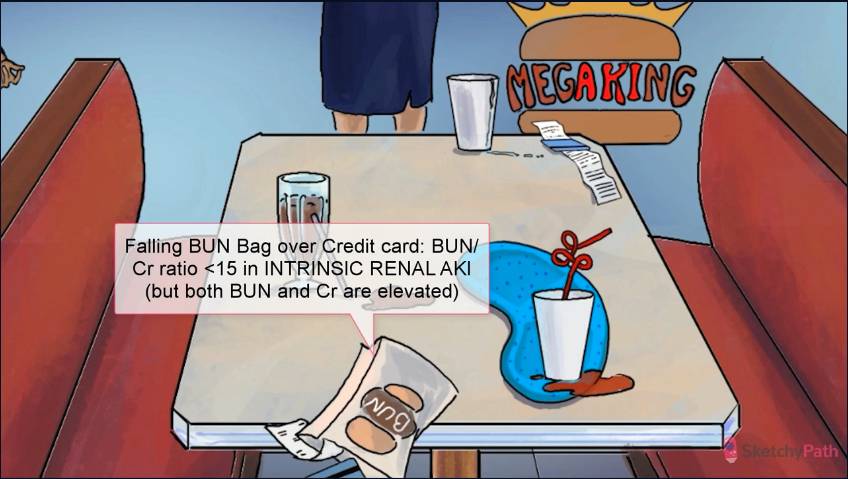 MEGAKING
Falling BUN Bag over Credit card: BUN/
Cr ratio <15 in INTRINSIC RENAL AKI
(but both BUN and Cr are elevated)
BUN
SketchyPath